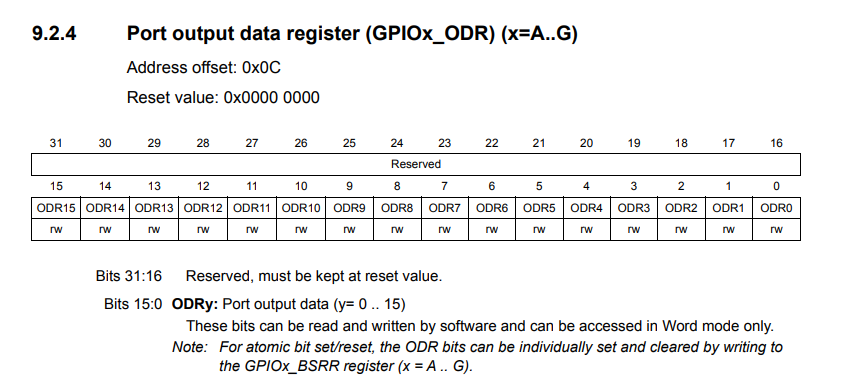 9.2.4 Port output data register (GPIOx_ODR) (x=A..G)
Address offset: 0x0C
Reset value: 0x0000 0000
31 30 29 28 27 26 25 24 23 22 21 20 19 18 17 16
Reserved
15 14 13 12 11 10 9 8 7 6 5 4 3 2 1 0
ODR15 ODR14 ODR13 ODR12 ODR11 ODR10 ODR9 ODR8 ODR7 ODR6 ODR5 ODR4 ODR3 ODR2 ODR1 ODR0
rw rw rw rw rw rw rw rw rw rw rw rw rw rw rw rw
Bits 31:16 Reserved, must be kept at reset value.
Bits 15:0 ODRy: Port output data (y= 0 .. 15)
These bits can be read and written by software and can be accessed in Word mode only.
Note: For atomic bit set/reset, the ODR bits can be individually set and cleared by writing to
the GPIOx_BSRR register (x = A .. G).